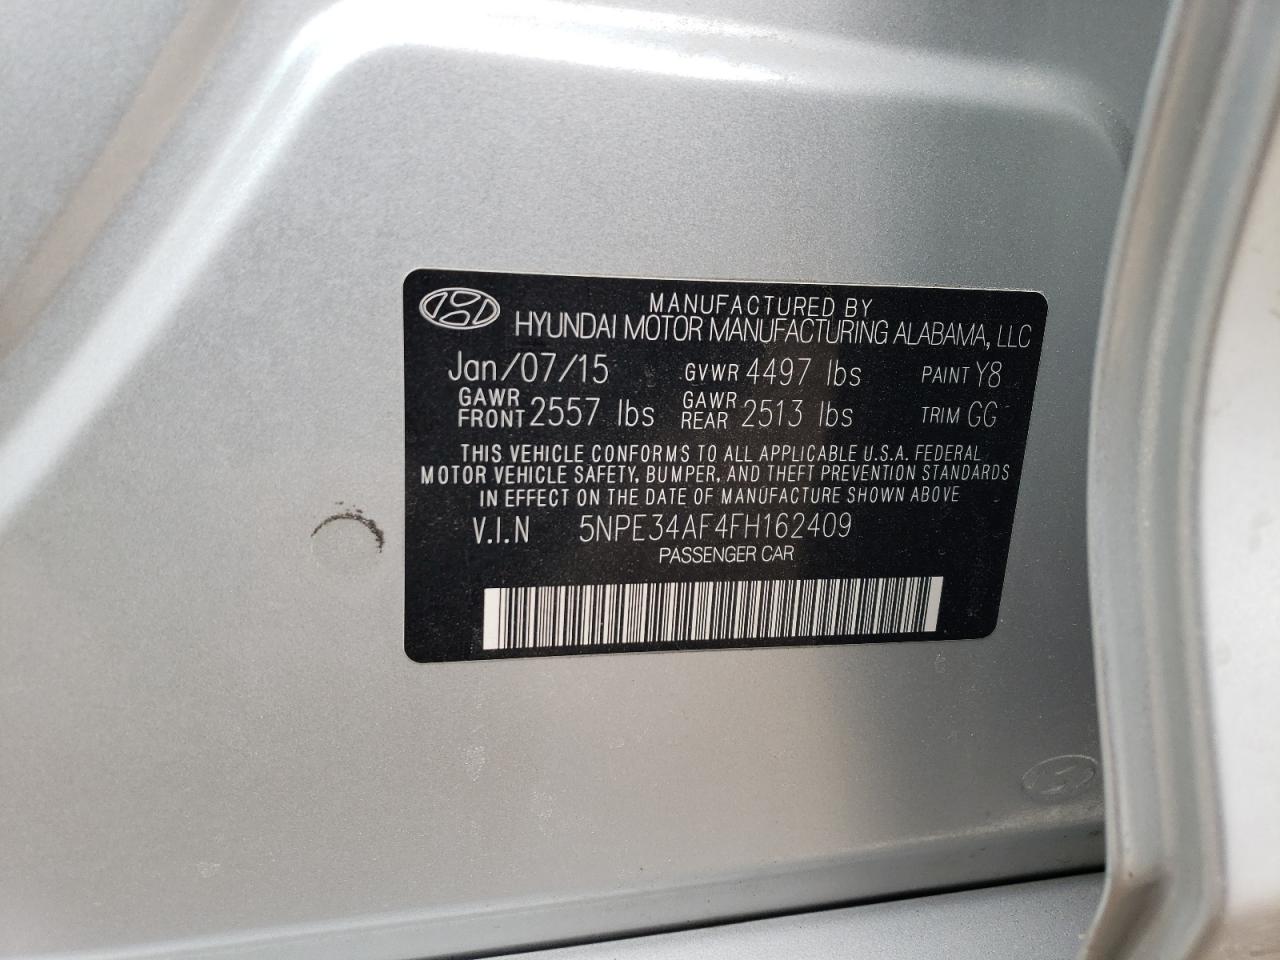 MANUFACTURED BY
HYUNDAI MOTOR MANUFACTURING ALABAMA, LLC
Jan/07/15 GVWR 4497 lbs PAINT Y8
GAWR FRONT 2557 lbs GAWR REAR 2513 lbs TRIM GG
THIS VEHICLE CONFORMS TO ALL APPLICABLE U.S.A. FEDERAL
MOTOR VEHICLE SAFETY, BUMPER, AND THEFT PREVENTION STANDARDS
IN EFFECT ON THE DATE OF MANUFACTURE SHOWN ABOVE
V.I.N 5NPE34AF4FH162409
PASSENGER CAR